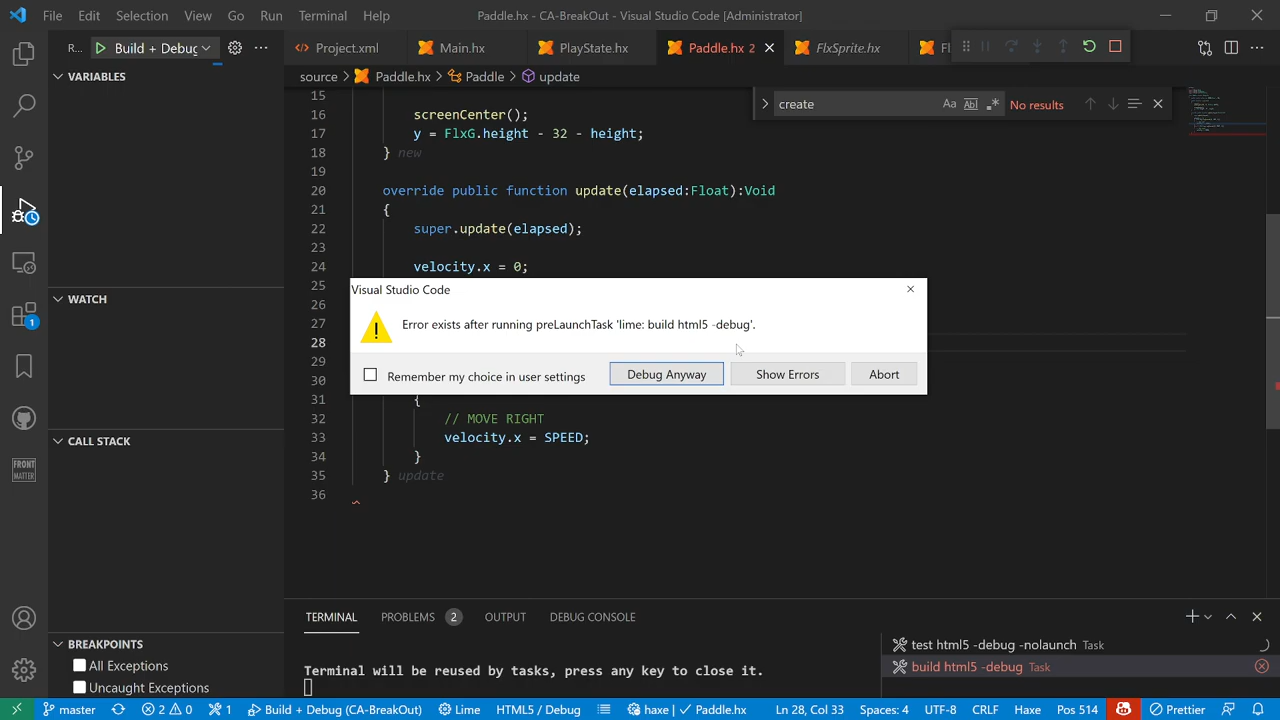 File Edit Selection View Go Run Terminal Help
Paddle.hx - CA-BreakOut - Visual Studio Code [Administrator]
R... Build + Debug
Project.xml
Main.hx
PlayState.hx
Paddle.hx 2
FlxSprite.hx
source > Paddle.hx > Paddle > update
create
Aa
Abl
No results
VARIABLES
WATCH
CALL STACK
BREAKPOINTS
All Exceptions
Uncaught Exceptions
1
FRONT
MATTER
15
16 screenCenter();
17 y = FlxG.height - 32 - height;
18 } new
19
20 override public function update(elapsed:Float):Void
21 {
22 super.update(elapsed);
23
24 velocity.x = 0;
25
26
27
28
29
30
31 {
32 // MOVE RIGHT
33 velocity.x = SPEED;
34 }
35 } update
36
Visual Studio Code
Error exists after running preLaunchTask 'lime: build html5 -debug'.
Remember my choice in user settings
Debug Anyway
Show Errors
Abort
TERMINAL PROBLEMS 2 OUTPUT DEBUG CONSOLE
Terminal will be reused by tasks, press any key to close it.
test html5 -debug -nolaunch Task
build html5 -debug Task
master 2 0 1 Build + Debug (CA-BreakOut) Lime HTML5 / Debug haxe | Paddle.hx Ln 28, Col 33 Spaces: 4 UTF-8 CRLF Haxe Pos 514 Prettier